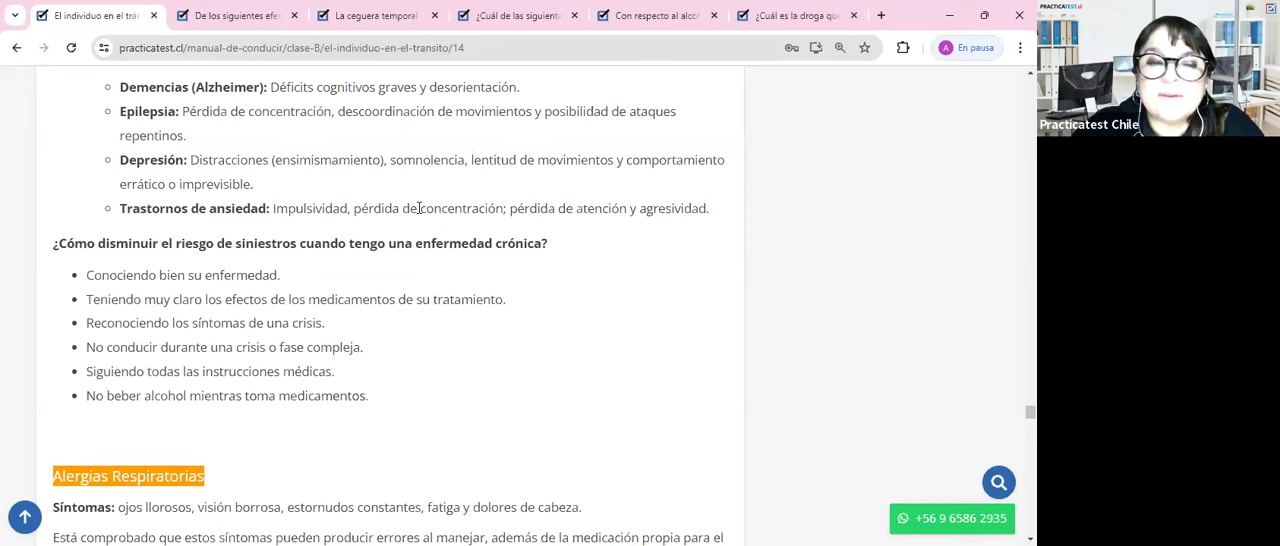 El individuo en el trán
De los siguientes efe
La ceguera temporal
¿Cuál de las siguiente
Con respecto al alcoh
¿Cuál es la droga que
practicatest.cl/manual-de-conducir/clase-B/el-individuo-en-el-transito/14
A En pausa
PRACTICATEST.cl
Practicatest Chile
Demencias (Alzheimer): Déficits cognitivos graves y desorientación.
Epilepsia: Pérdida de concentración, descoordinación de movimientos y posibilidad de ataques
repentinos.
Depresión: Distracciones (ensimismamiento), somnolencia, lentitud de movimientos y comportamiento
errático o imprevisible.
Trastornos de ansiedad: Impulsividad, pérdida de concentración; pérdida de atención y agresividad.
¿Cómo disminuir el riesgo de siniestros cuando tengo una enfermedad crónica?
Conociendo bien su enfermedad.
Teniendo muy claro los efectos de los medicamentos de su tratamiento.
Reconociendo los síntomas de una crisis.
No conducir durante una crisis o fase compleja.
Siguiendo todas las instrucciones médicas.
No beber alcohol mientras toma medicamentos.
Alergias Respiratorias
Síntomas: ojos llorosos, visión borrosa, estornudos constantes, fatiga y dolores de cabeza.
Está comprobado que estos síntomas pueden producir errores al manejar, además de la medicación propia para el
+56 9 6586 2935